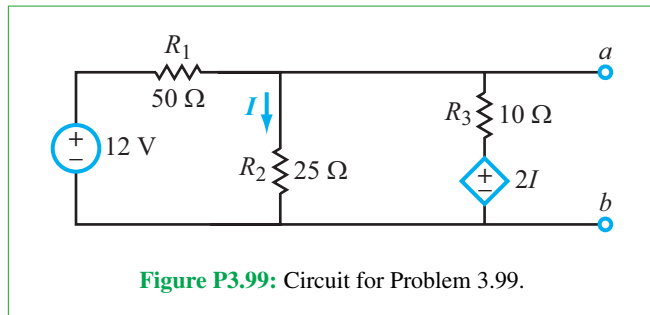 R1
50 Ω
a
I
R3 10 Ω
+
−
12 V
R2 25 Ω
+
−
2I
b
Figure P3.99: Circuit for Problem 3.99.